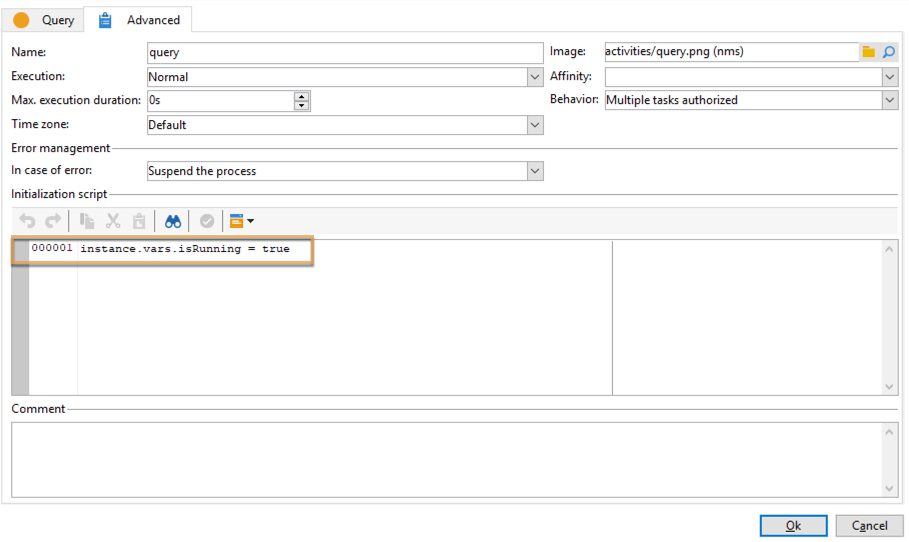 Query Advanced
Name: query Image: activities/query.png (nms)
Execution: Normal Affinity:
Max. execution duration: 0s Behavior: Multiple tasks authorized
Time zone: Default
Error management
In case of error: Suspend the process
Initialization script
000001 instance.vars.isRunning = true
Comment
Ok Cancel